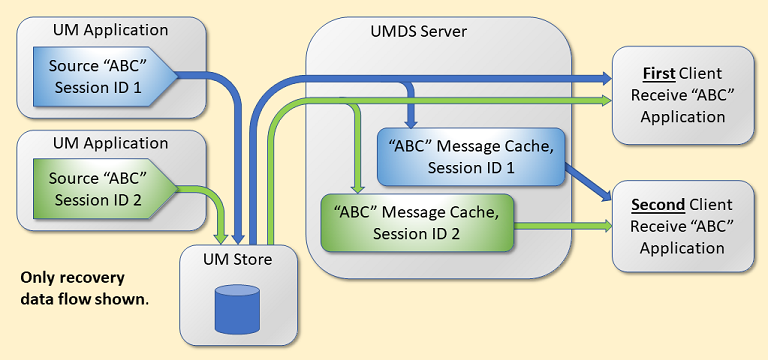 UM Application
Source “ABC”
Session ID 1
UM Application
Source “ABC”
Session ID 2
UM Store
Only recovery
data flow shown.
UMDS Server
“ABC” Message Cache,
Session ID 1
“ABC” Message Cache,
Session ID 2
First Client
Receive “ABC”
Application
Second Client
Receive “ABC”
Application